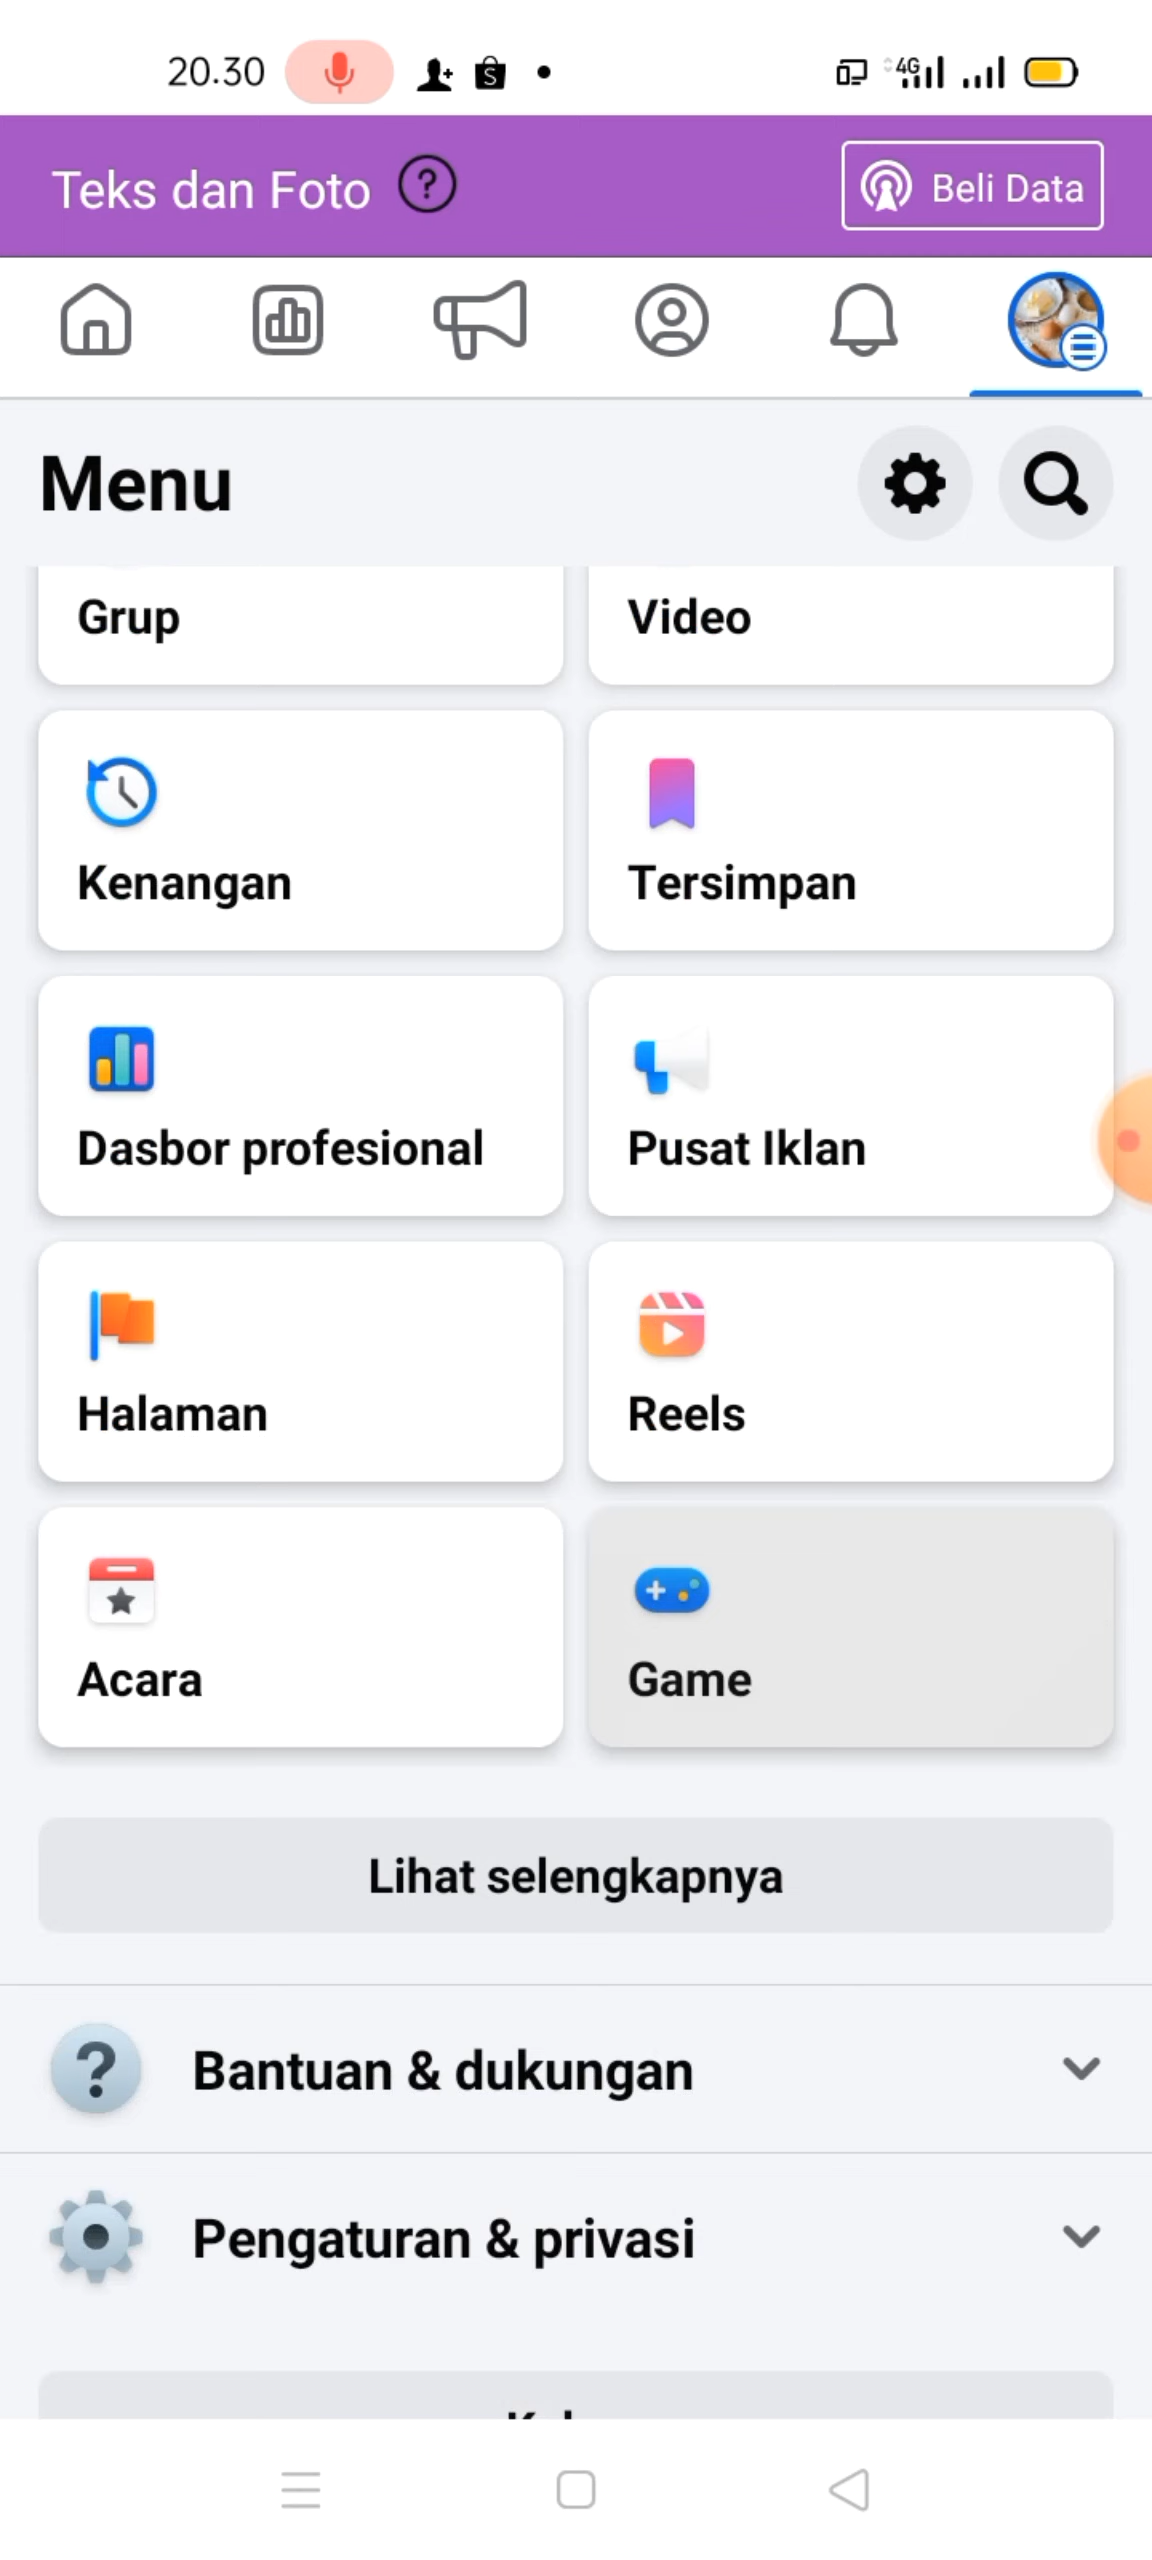 20.30
4G
Teks dan Foto ?
Beli Data
Menu
Grup
Video
Kenangan
Tersimpan
Dasbor profesional
Pusat Iklan
Halaman
Reels
Acara
Game
Lihat selengkapnya
? Bantuan & dukungan
Pengaturan & privasi